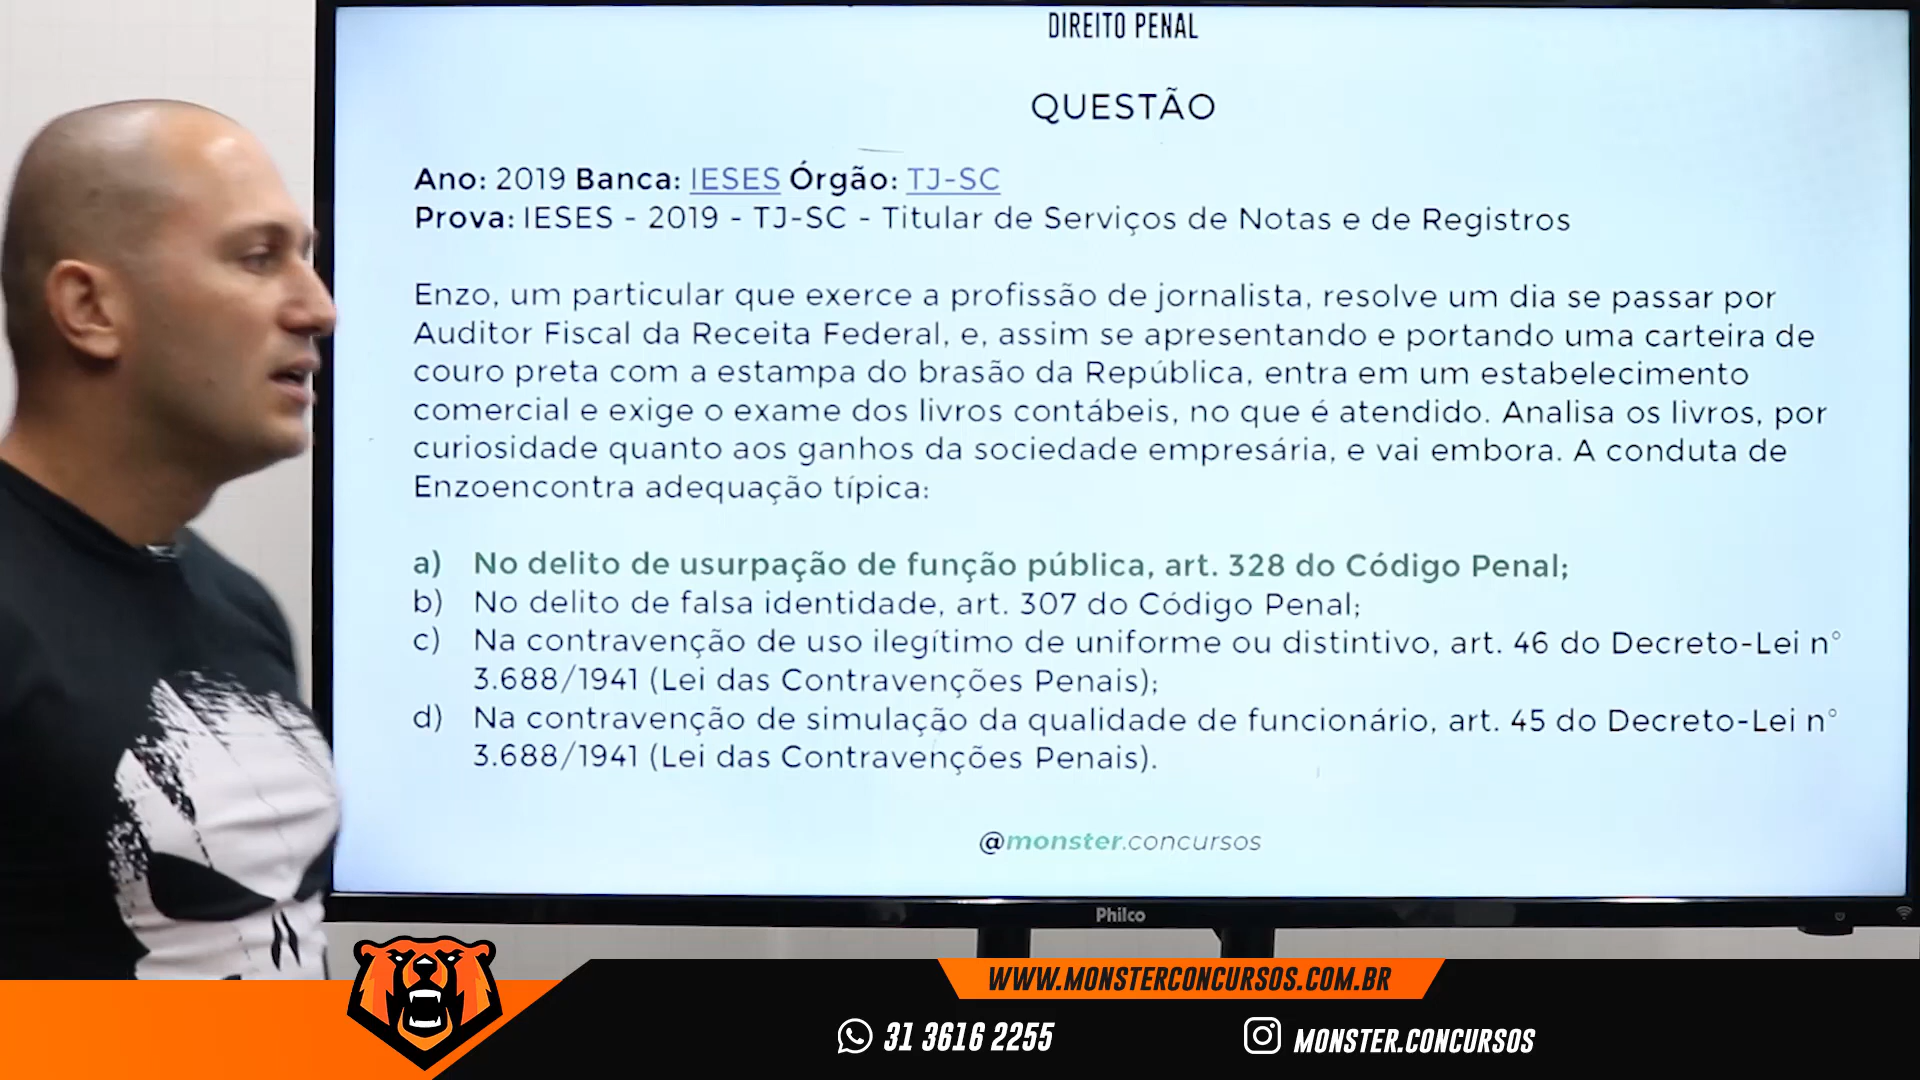 DIREITO PENAL
QUESTÃO
Ano: 2019 Banca: IESES Órgão: TJ-SC
Prova: IESES - 2019 - TJ-SC - Titular de Serviços de Notas e de Registros
Enzo, um particular que exerce a profissão de jornalista, resolve um dia se passar por
Auditor Fiscal da Receita Federal, e, assim se apresentando e portando uma carteira de
couro preta com a estampa do brasão da República, entra em um estabelecimento
comercial e exige o exame dos livros contábeis, no que é atendido. Analisa os livros, por
curiosidade quanto aos ganhos da sociedade empresária, e vai embora. A conduta de
Enzoencontra adequação típica:
a) No delito de usurpação de função pública, art. 328 do Código Penal;
b) No delito de falsa identidade, art. 307 do Código Penal;
c) Na contravenção de uso ilegítimo de uniforme ou distintivo, art. 46 do Decreto-Lei n°
3.688/1941 (Lei das Contravenções Penais);
d) Na contravenção de simulação da qualidade de funcionário, art. 45 do Decreto-Lei n°
3.688/1941 (Lei das Contravenções Penais).
@monster.concursos
Philco
WWW.MONSTERCONCURSOS.COM.BR
31 3616 2255
MONSTER.CONCURSOS